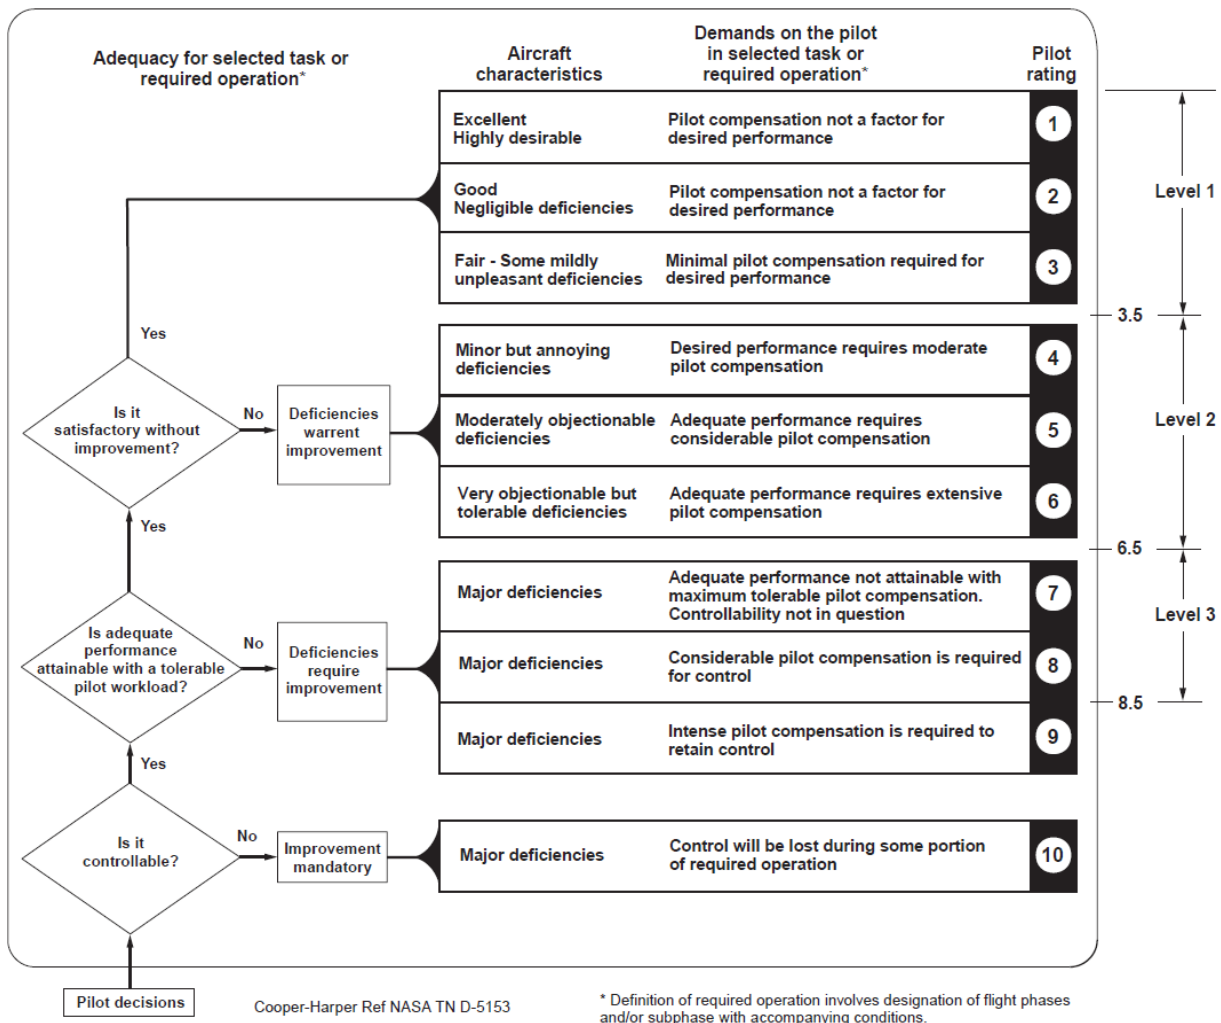 Adequacy for selected task or
required operation*
Aircraft
characteristics
Demands on the pilot
in selected task or
required operation*
Pilot
rating
Excellent
Highly desirable
Pilot compensation not a factor for
desired performance
1
Good
Negligible deficiencies
Pilot compensation not a factor for
desired performance
2
Fair - Some mildly
unpleasant deficiencies
Minimal pilot compensation required for
desired performance
3
Level 1
3.5
Yes
Is it
satisfactory without
improvement?
No
Deficiencies
warrent
improvement
Minor but annoying
deficiencies
Desired performance requires moderate
pilot compensation
4
Moderately objectionable
deficiencies
Adequate performance requires
considerable pilot compensation
5
Very objectionable but
tolerable deficiencies
Adequate performance requires extensive
pilot compensation
6
Level 2
6.5
Yes
Is adequate
performance
attainable with a tolerable
pilot workload?
No
Deficiencies
require
improvement
Major deficiencies
Adequate performance not attainable with
maximum tolerable pilot compensation.
Controllability not in question
7
Major deficiencies
Considerable pilot compensation is required
for control
8
Major deficiencies
Intense pilot compensation is required to
retain control
9
Level 3
8.5
Yes
Is it
controllable?
No
Improvement
mandatory
Major deficiencies
Control will be lost during some portion
of required operation
10
Pilot decisions
Cooper-Harper Ref NASA TN D-5153
* Definition of required operation involves designation of flight phases
and/or subphase with accompanying conditions.